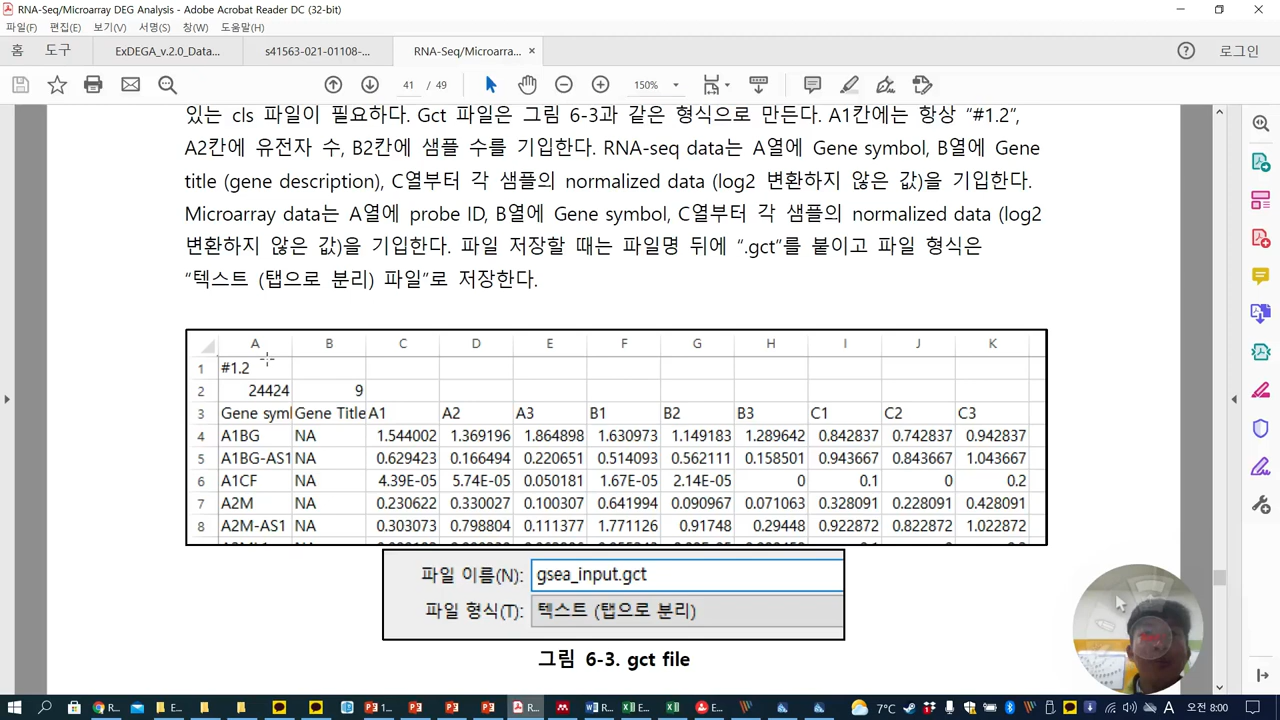 RNA-Seq/Microarray DEG Analysis - Adobe Acrobat Reader DC (32-bit)
파일(F) 편집(E) 보기(V) 서명(S) 창(W) 도움말(H)
홈 도구 ExDEGA_v.2.0_Data... s41563-021-01108-... RNA-Seq/Microarra... × 로그인
41 / 49 150%
있는 cls 파일이 필요하다. Gct 파일은 그림 6-3과 같은 형식으로 만든다. A1칸에는 항상 “#1.2”,
A2칸에 유전자 수, B2칸에 샘플 수를 기입한다. RNA-seq data는 A열에 Gene symbol, B열에 Gene
title (gene description), C열부터 각 샘플의 normalized data (log2 변환하지 않은 값)을 기입한다.
Microarray data는 A열에 probe ID, B열에 Gene symbol, C열부터 각 샘플의 normalized data (log2
변환하지 않은 값)을 기입한다. 파일 저장할 때는 파일명 뒤에 “.gct”를 붙이고 파일 형식은
“텍스트 (탭으로 분리) 파일”로 저장한다.
A B C D E F G H I J K
1 #1.2
2 24424 9
3 Gene syml Gene Title A1 A2 A3 B1 B2 B3 C1 C2 C3
4 A1BG NA 1.544002 1.369196 1.864898 1.630973 1.149183 1.289642 0.842837 0.742837 0.942837
5 A1BG-AS1 NA 0.629423 0.166494 0.220651 0.514093 0.562111 0.158501 0.943667 0.843667 1.043667
6 A1CF NA 4.39E-05 5.74E-05 0.050181 1.67E-05 2.14E-05 0 0.1 0 0.2
7 A2M NA 0.230622 0.330027 0.100307 0.641994 0.090967 0.071063 0.328091 0.228091 0.428091
8 A2M-AS1 NA 0.303073 0.798804 0.111377 1.771126 0.91748 0.29448 0.922872 0.822872 1.022872
파일 이름(N): gsea_input.gct
파일 형식(T): 텍스트 (탭으로 분리)
그림 6-3. gct file
R... E... 1... R... E... E... 7°C A 오전 8:00